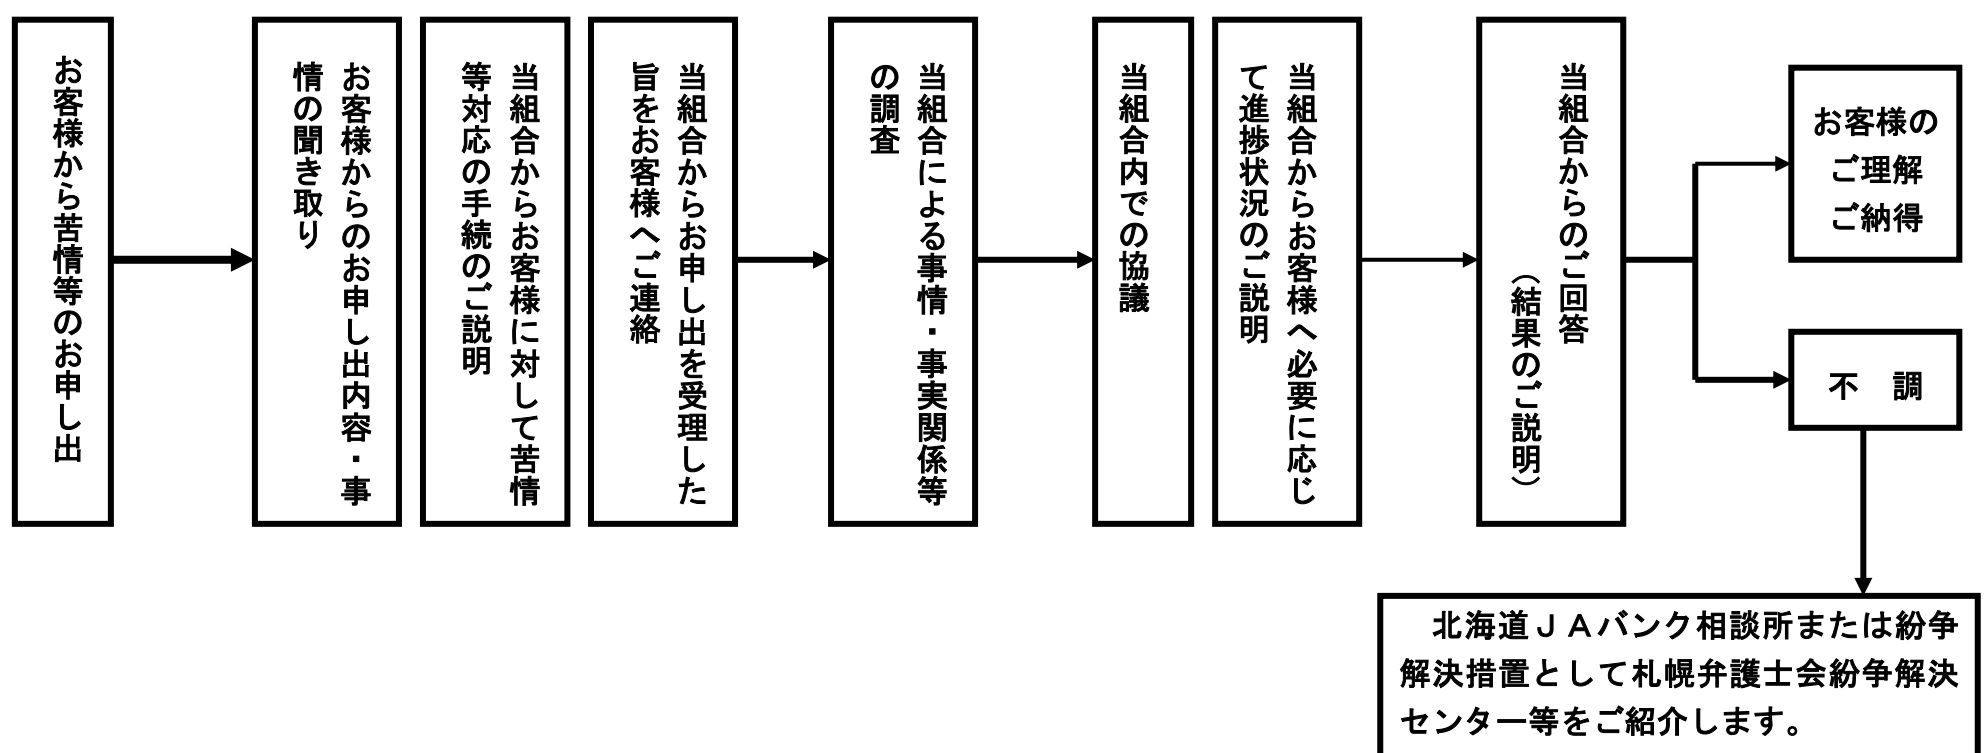 お客様から苦情等のお申し出
お客様からのお申し出内容・事
情の聞き取り
当組合からお客様に対して苦情
等対応の手続のご説明
当組合からお申し出を受理した
旨をお客様へご連絡
当組合による事情・事実関係等
の調査
当組合内での協議
当組合からお客様へ必要に応じ
て進捗状況のご説明
当組合からのご回答
（結果のご説明）
お客様の
ご理解
ご納得
不　調
北海道ＪＡバンク相談所または紛争
解決措置として札幌弁護士会紛争解決
センター等をご紹介します。